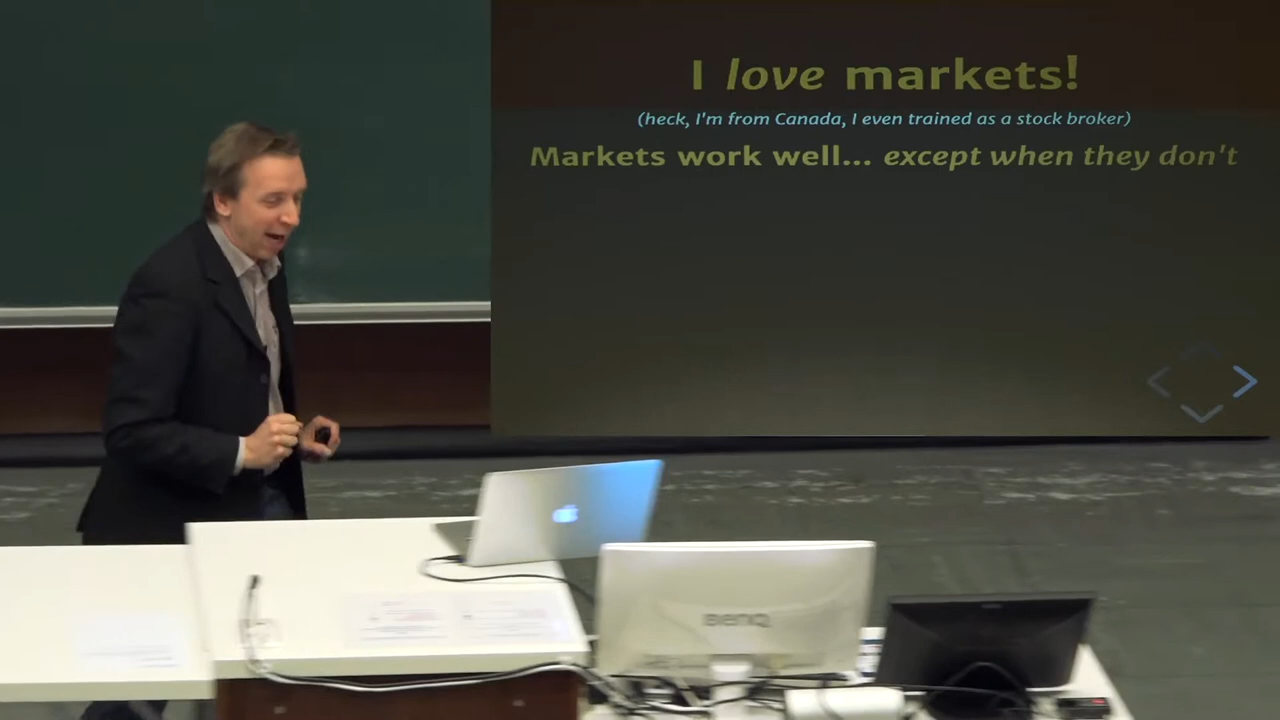 I love markets!
(heck, I'm from Canada, I even trained as a stock broker)
Markets work well... except when they don't
BenQ